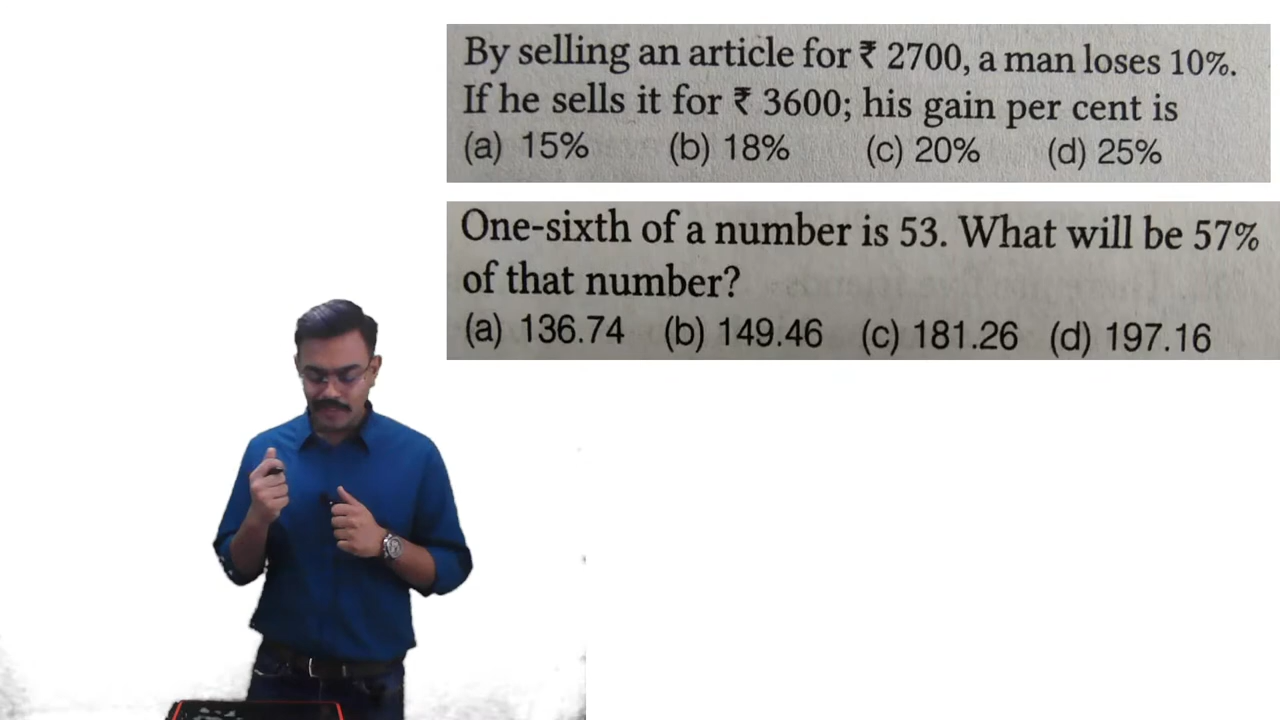 By selling an article for ₹ 2700, a man loses 10%.
If he sells it for ₹ 3600; his gain per cent is
(a) 15% (b) 18% (c) 20% (d) 25%
One-sixth of a number is 53. What will be 57%
of that number?
(a) 136.74 (b) 149.46 (c) 181.26 (d) 197.16